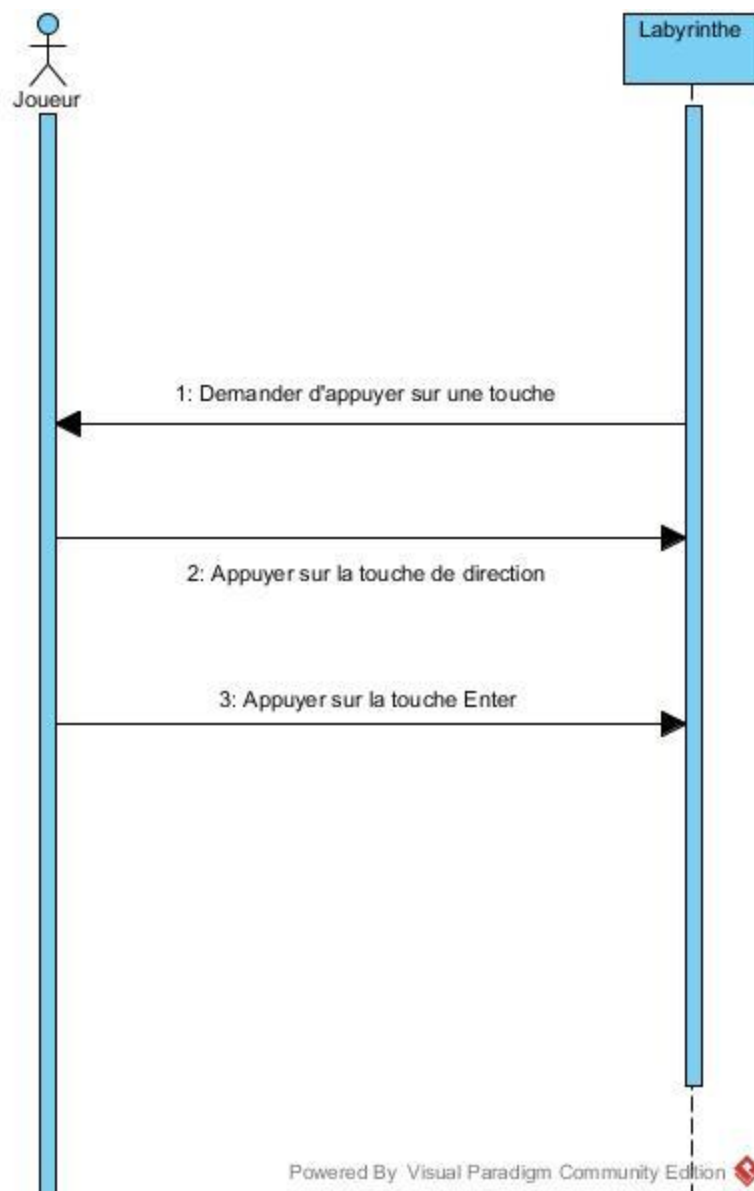 Labyrinthe
Joueur
1: Demander d'appuyer sur une touche
2: Appuyer sur la touche de direction
3: Appuyer sur la touche Enter
Powered By Visual Paradigm Community Edition